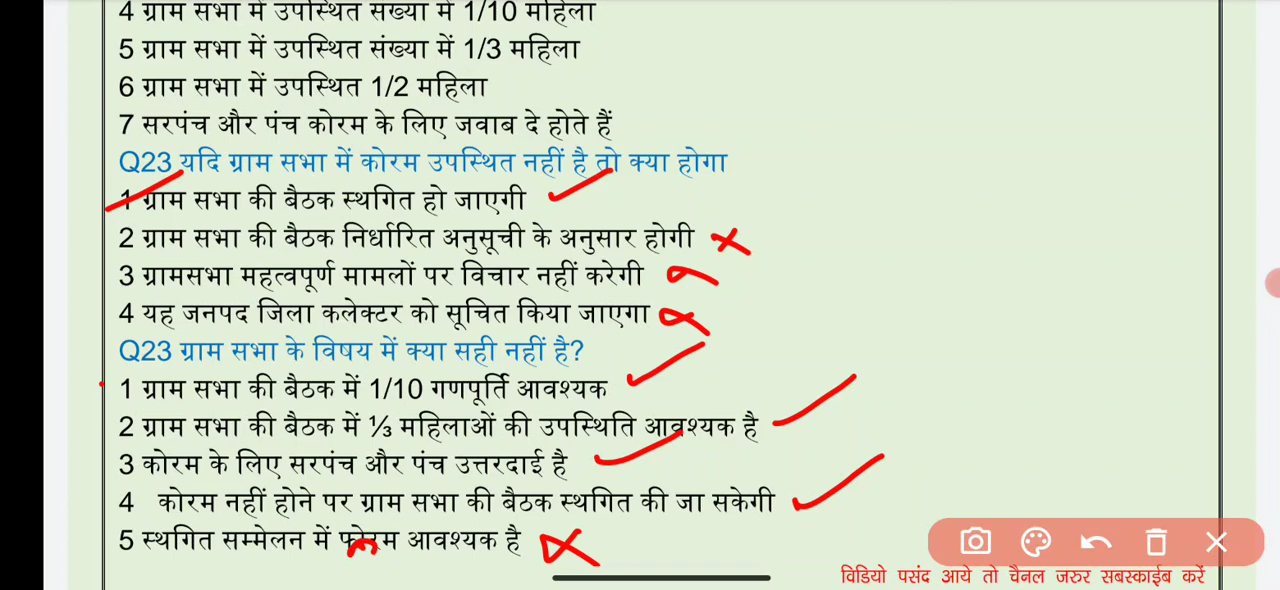 4 ग्राम सभा में उपस्थित संख्या में 1/10 महिला
5 ग्राम सभा में उपस्थित संख्या में 1/3 महिला
6 ग्राम सभा में उपस्थित 1/2 महिला
7 सरपंच और पंच कोरम के लिए जवाब दे होते हैं
Q23 यदि ग्राम सभा में कोरम उपस्थित नहीं है तो क्या होगा
1 ग्राम सभा की बैठक स्थगित हो जाएगी
2 ग्राम सभा की बैठक निर्धारित अनुसूची के अनुसार होगी
3 ग्रामसभा महत्वपूर्ण मामलों पर विचार नहीं करेगी
4 यह जनपद जिला कलेक्टर को सूचित किया जाएगा
Q23 ग्राम सभा के विषय में क्या सही नहीं है?
1 ग्राम सभा की बैठक में 1/10 गणपूर्ति आवश्यक
2 ग्राम सभा की बैठक में ⅓ महिलाओं की उपस्थिति आवश्यक है
3 कोरम के लिए सरपंच और पंच उत्तरदाई है
4 कोरम नहीं होने पर ग्राम सभा की बैठक स्थगित की जा सकेगी
5 स्थगित सम्मेलन में फोरम आवश्यक है
विडियो पसंद आये तो चैनल जरुर सबस्काईब करें